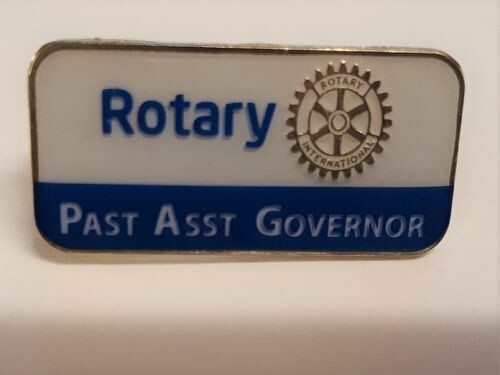 Rotary
ROTARY
INTERNATIONAL
PAST ASST GOVERNOR